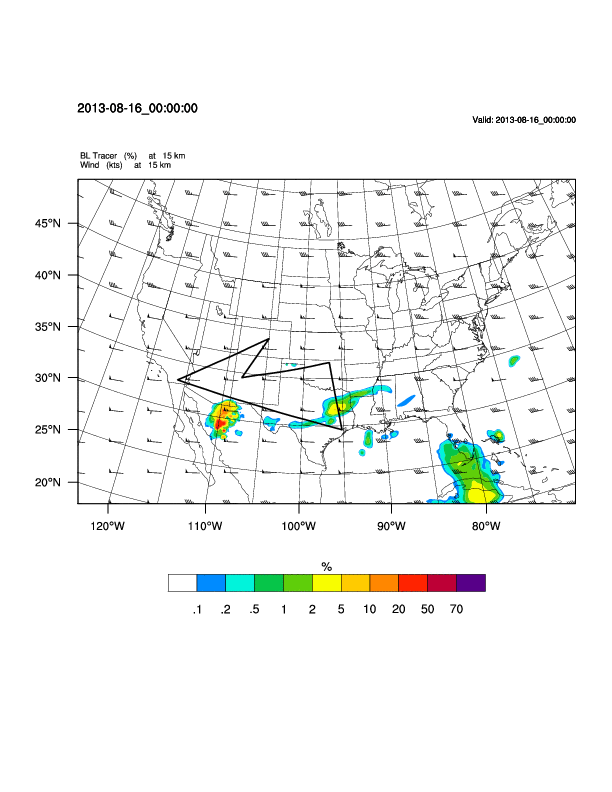 2013-08-16_00:00:00
Valid: 2013-08-16_00:00:00
BL Tracer (%) at 15 km
Wind (kts) at 15 km
45°N
40°N
35°N
30°N
25°N
20°N
120°W 110°W 100°W 90°W 80°W
%
.1 .2 .5 1 2 5 10 20 50 70